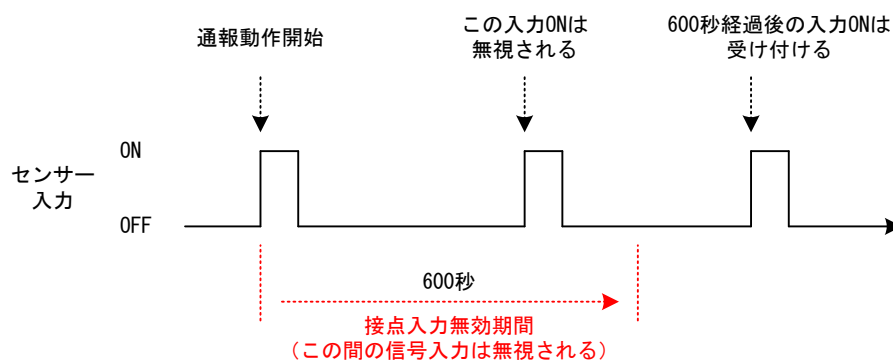 通報動作開始
この入力ONは
無視される
600秒経過後の入力ONは
受け付ける
センサー
入力
ON
OFF
600秒
接点入力無効期間
（この間の信号入力は無視される）